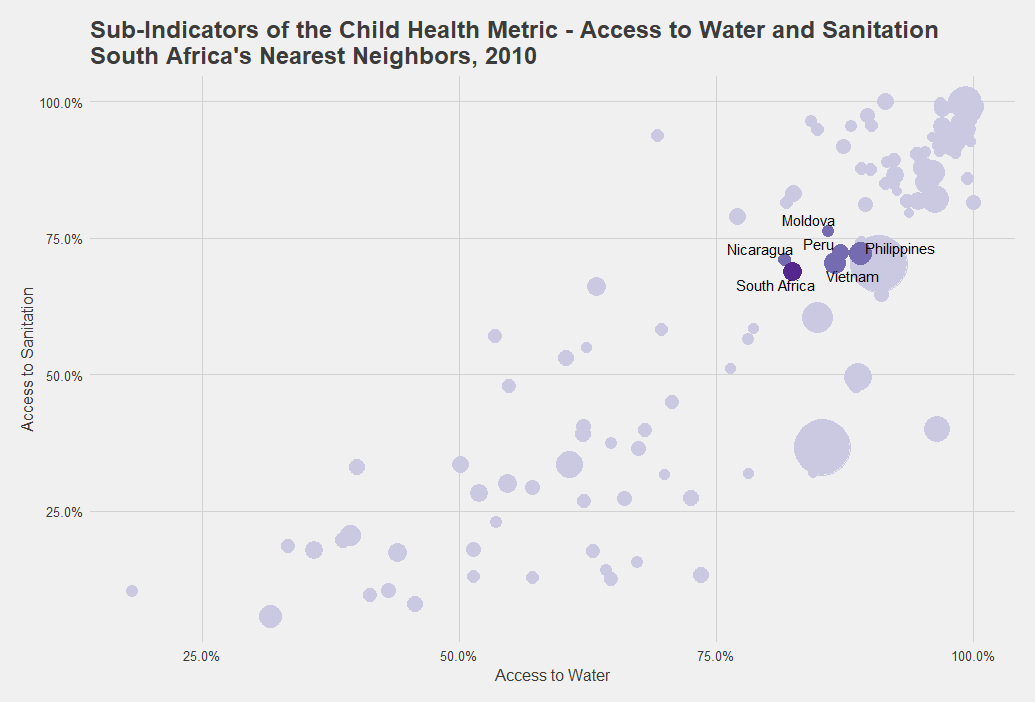 Sub-Indicators of the Child Health Metric - Access to Water and Sanitation
South Africa's Nearest Neighbors, 2010
100.0%
75.0%
50.0%
25.0%
Access to Sanitation
Moldova
Nicaragua
Peru
Philippines
South Africa
Vietnam
25.0%
50.0%
75.0%
100.0%
Access to Water